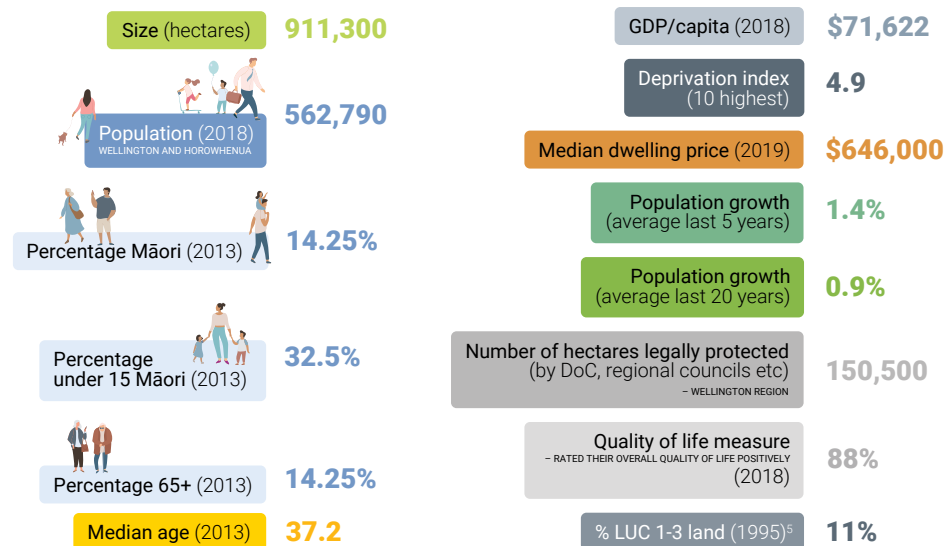 Size (hectares) 911,300
Population (2018) 562,790
WELLINGTON AND HOROWHENUA
Percentage Māori (2013) 14.25%
Percentage
under 15 Māori (2013) 32.5%
Percentage 65+ (2013) 14.25%
Median age (2013) 37.2
GDP/capita (2018) $71,622
Deprivation index
(10 highest) 4.9
Median dwelling price (2019) $646,000
Population growth
(average last 5 years) 1.4%
Population growth
(average last 20 years) 0.9%
Number of hectares legally protected
(by DoC, regional councils etc) 150,500
– WELLINGTON REGION
Quality of life measure
– RATED THEIR OVERALL QUALITY OF LIFE POSITIVELY 88%
(2018)
% LUC 1-3 land (1995)⁵ 11%